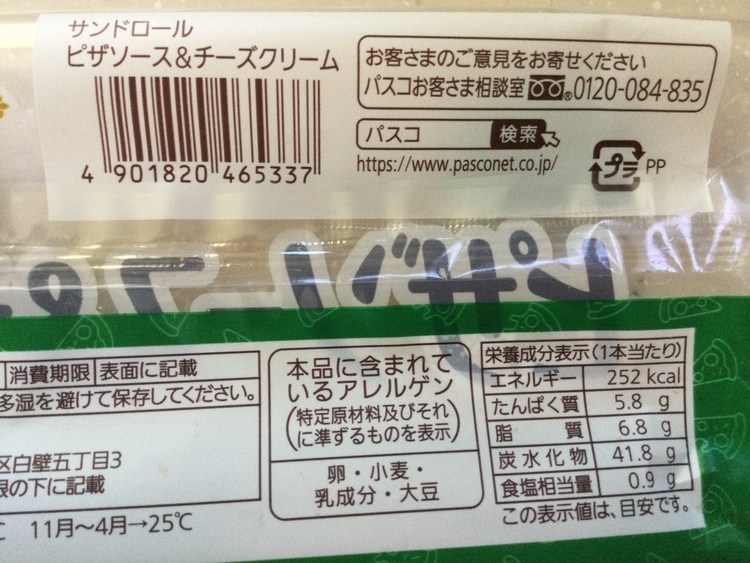 サンドロール
ピザソース&チーズクリーム
4 901820 465337
お客さまのご意見をお寄せください
パスコお客さま相談室 ®0120-084-835
パスコ 検索
https://www.pasconet.co.jp/
プラ PP
消費期限 表面に記載
多湿を避けて保存してください。
区白壁五丁目3
の下に記載
11月〜4月→25℃
本品に含まれて
いるアレルゲン
(特定原材料及びそれ
に準ずるものを表示)
卵・小麦・
乳成分・大豆
栄養成分表示(1本当たり)
エネルギー 252 kcal
たんぱく質 5.8 g
脂質 6.8 g
炭水化物 41.8 g
食塩相当量 0.9 g
この表示値は、目安です。